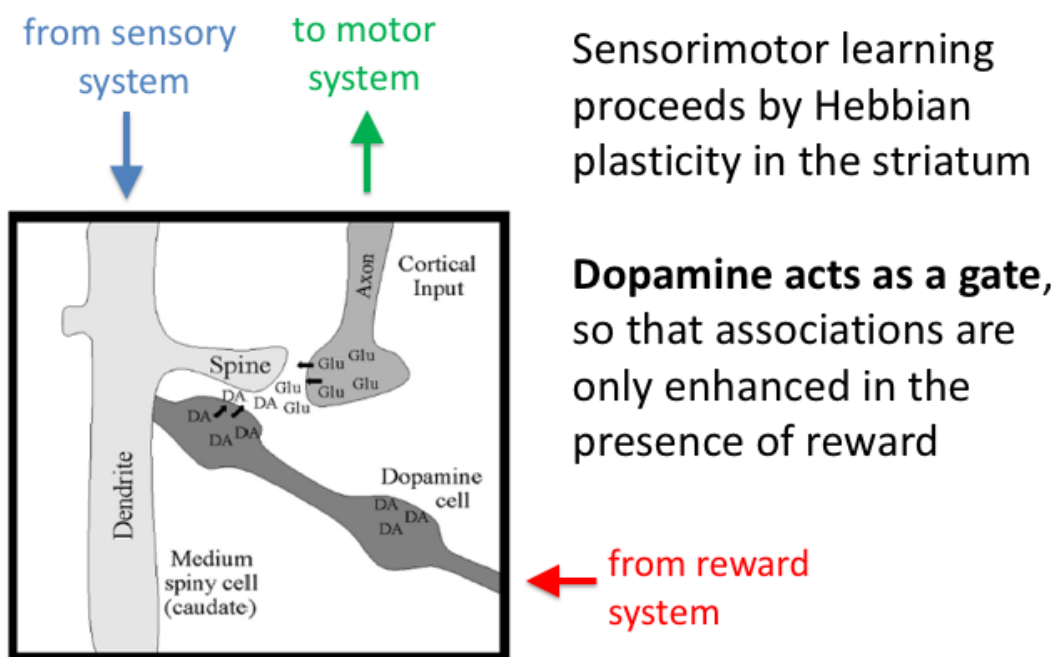 from sensory
system
to motor
system
Sensorimotor learning
proceeds by Hebbian
plasticity in the striatum
Dopamine acts as a gate,
so that associations are
only enhanced in the
presence of reward
Axon
Cortical
Input
Spine
Glu Glu
Glu Glu
Glu
Glu
DA
DA
DA
DA DA
Dendrite
Dopamine
cell
DA
DA
DA
Medium
spiny cell
(caudate)
from reward
system